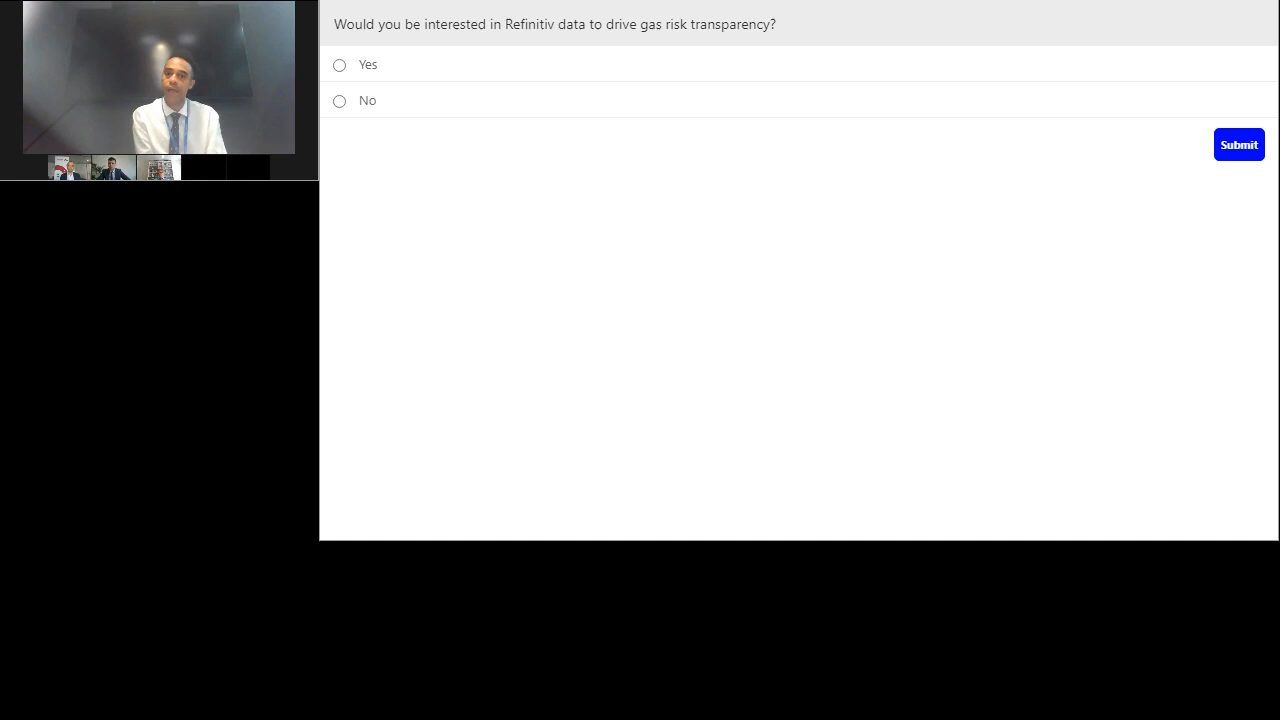 Would you be interested in Refinitiv data to drive gas risk transparency?
Yes
No
Submit